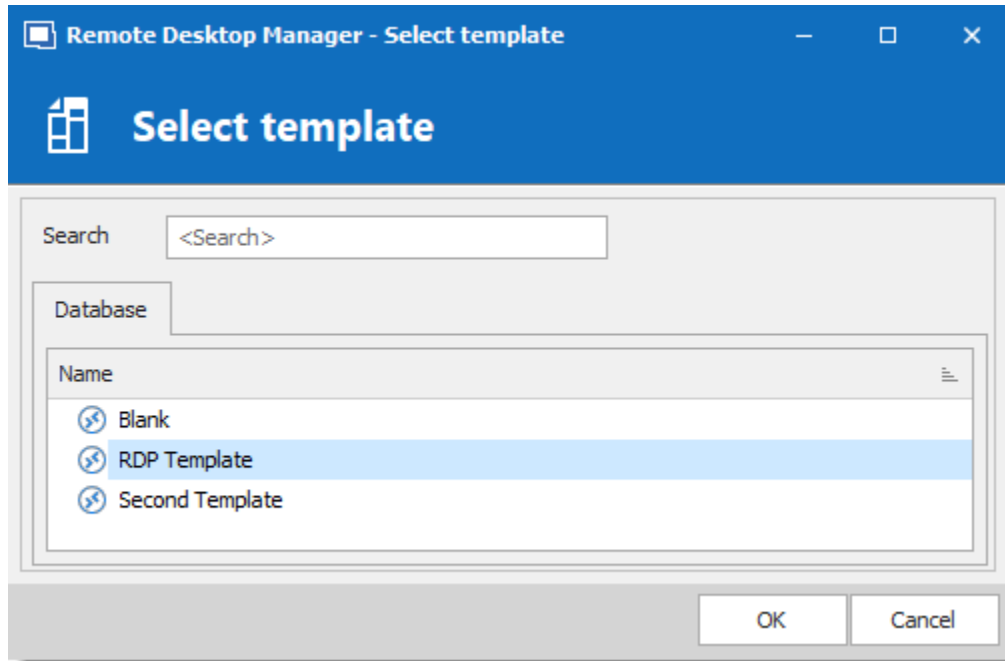 Remote Desktop Manager - Select template
Select template
Search <Search>
Database
Name
Blank
RDP Template
Second Template
OK Cancel